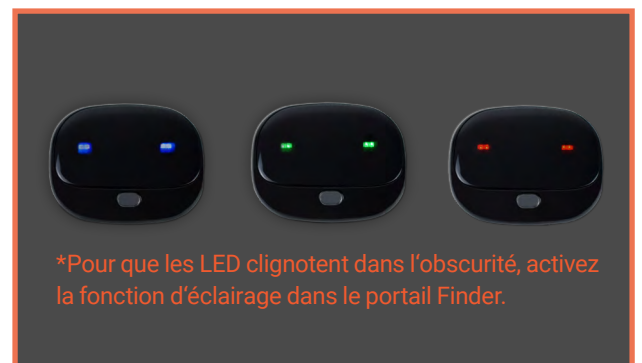 *Pour que les LED clignotent dans l‘obscurité, activez
la fonction d‘éclairage dans le portail Finder.